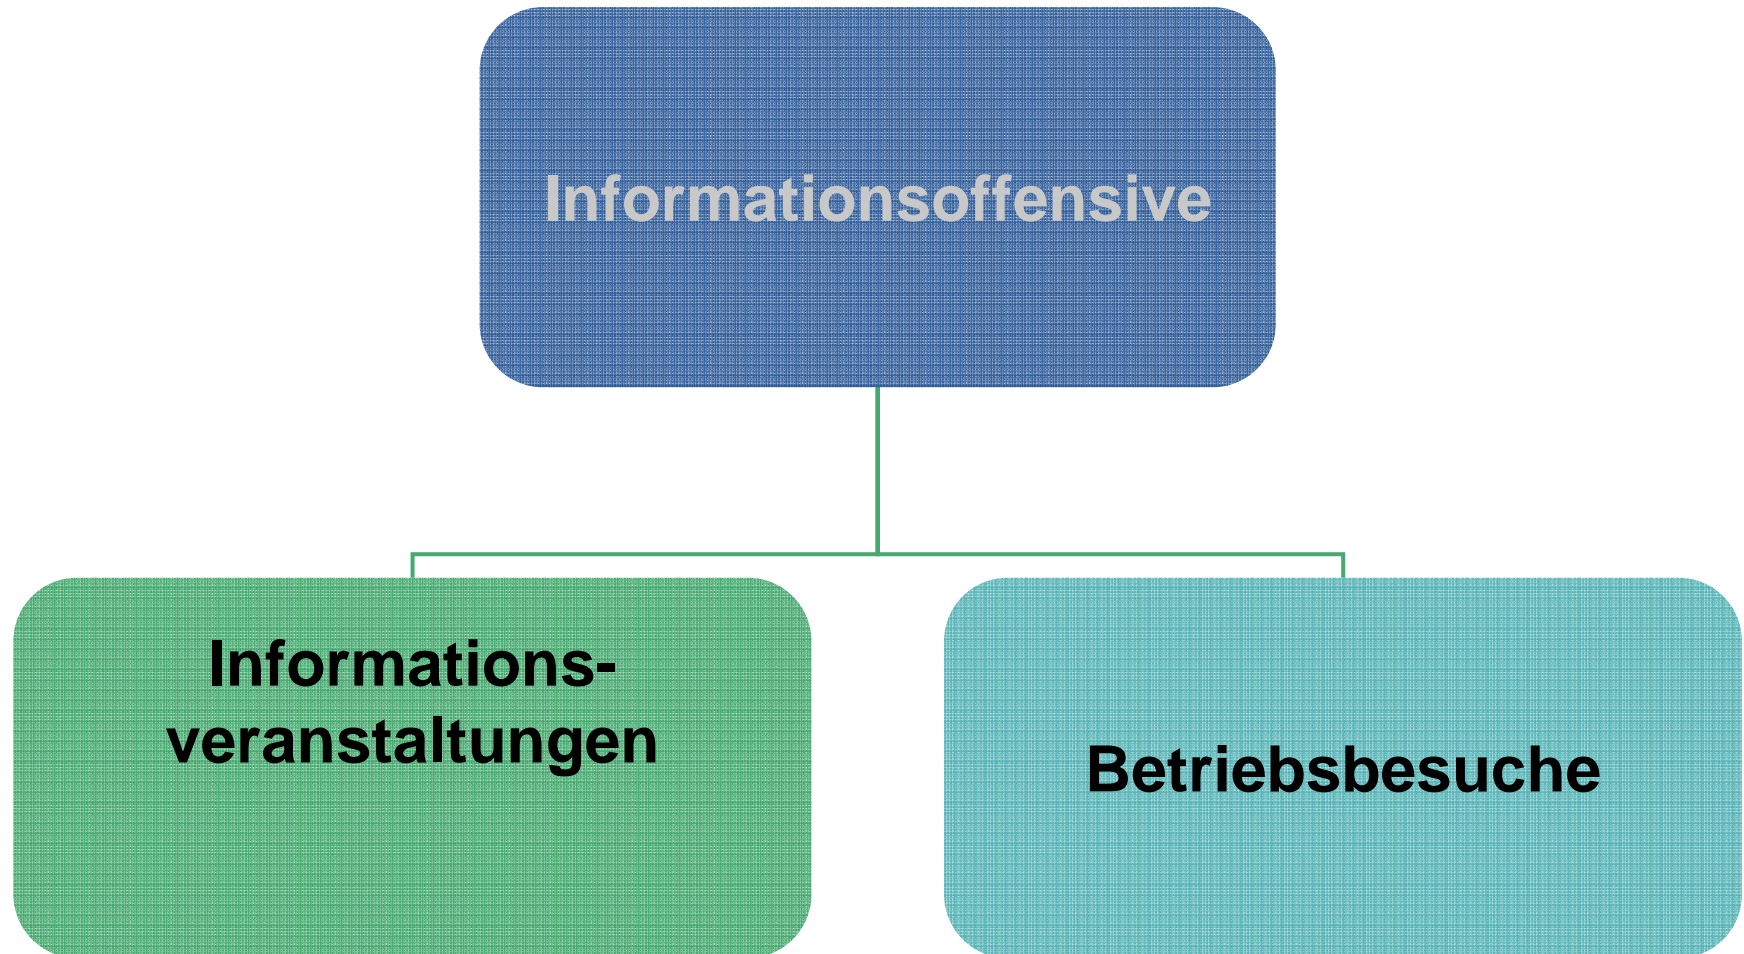 Informationsoffensive
Informations-
veranstaltungen
Betriebsbesuche